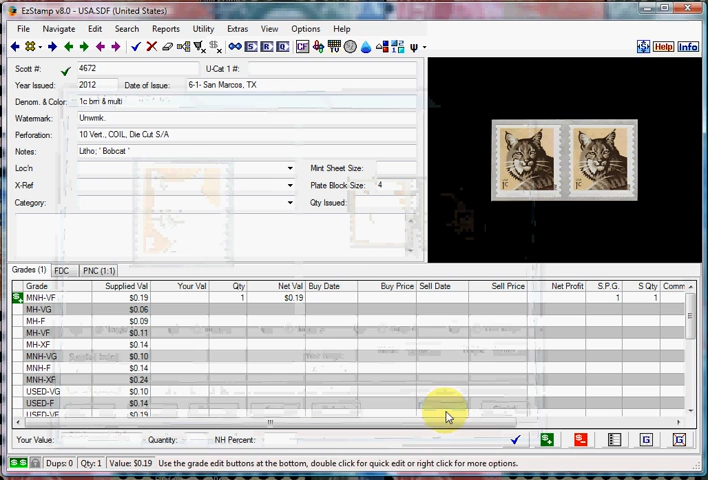 EzStamp v8.0 - USA.SDF (United States)
File Navigate Edit Search Reports Utility Extras View Options Help
CF Help Info
Scott #: 4672 U-Cat 1 #:
Year Issued: 2012 Date of Issue: 6-1- San Marcos, TX
Denom. & Color: 1c brn & multi
Watermark: Unwmk.
Perforation: 10 Vert., COIL, Die Cut S/A
Notes: Litho; ' Bobcat '
Loc'n Mint Sheet Size:
X-Ref Plate Block Size: 4
Category: Qty Issued:
1c 1c
Grades (1) FDC PNC (1:1)
Grade Supplied Val Your Val Qty Net Val Buy Date Buy Price Sell Date Sell Price Net Profit S.P.G. S Qty Comm
MNH-VF $0.19 1 $0.19 1 1
MH-VG $0.06
MH-F $0.09
MH-VF $0.11
MH-XF $0.14
MNH-VG $0.10
MNH-F $0.14
MNH-XF $0.24
USED-VG $0.10
USED-F $0.14
USED-VF $0.19
Your Value: Quantity: NH Percent:
Dups: 0 Qty: 1 Value: $0.19 Use the grade edit buttons at the bottom, double click for quick edit or right click for more options.